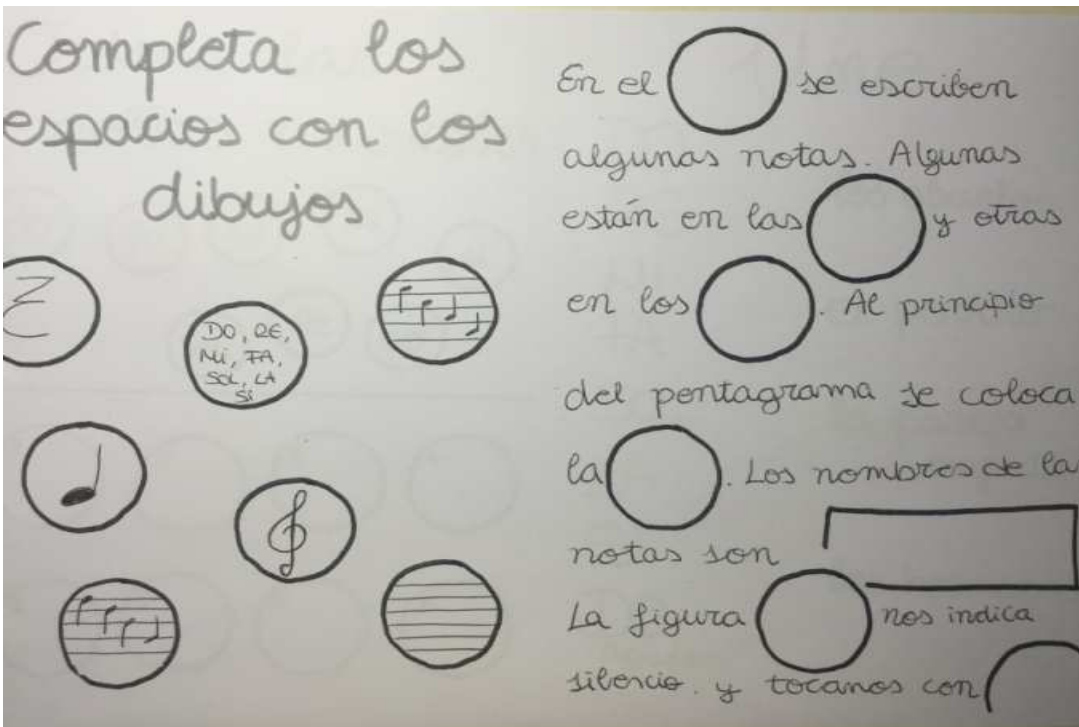 Completa los
espacios con los
dibujos
DO, RE,
Mi, FA,
SOL, LA
Si
En el se escriben
algunas notas. Algunas
están en las y otras
en los . Al principio
del pentagrama se coloca
la . Los nombres de la
notas son
La figura nos indica
silencio. y tocanos con